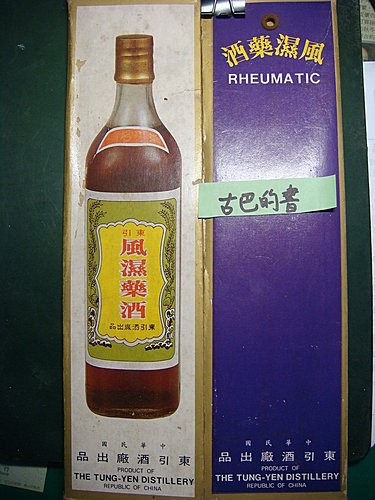 東引
風濕藥酒
東引酒廠出品
中華民國
東引酒廠出品
PRODUCT OF
THE TUNG-YEN DISTILLERY
REPUBLIC OF CHINA
風濕藥酒
RHEUMATIC
古巴的書
中華民國
東引酒廠出品
PRODUCT OF
THE TUNG-YEN DISTILLERY
REPUBLIC OF CHINA